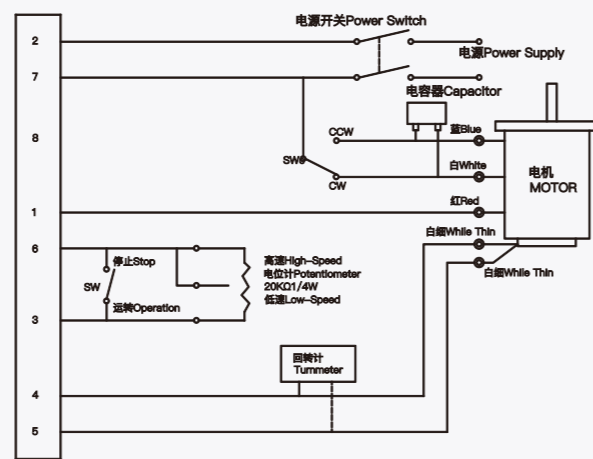 电源开关Power Switch
2
电源Power Supply
7
电容器Capacitor
8
CCW
蓝Blue
SW
白White
电机
MOTOR
CW
1
红Red
白细While Thin
6
停止Stop
高速High-Speed
电位计Potentiometer
20KΩ1/4W
低速Low-Speed
白细While Thin
SW
运转Operation
3
回转计
Tummeter
4
5